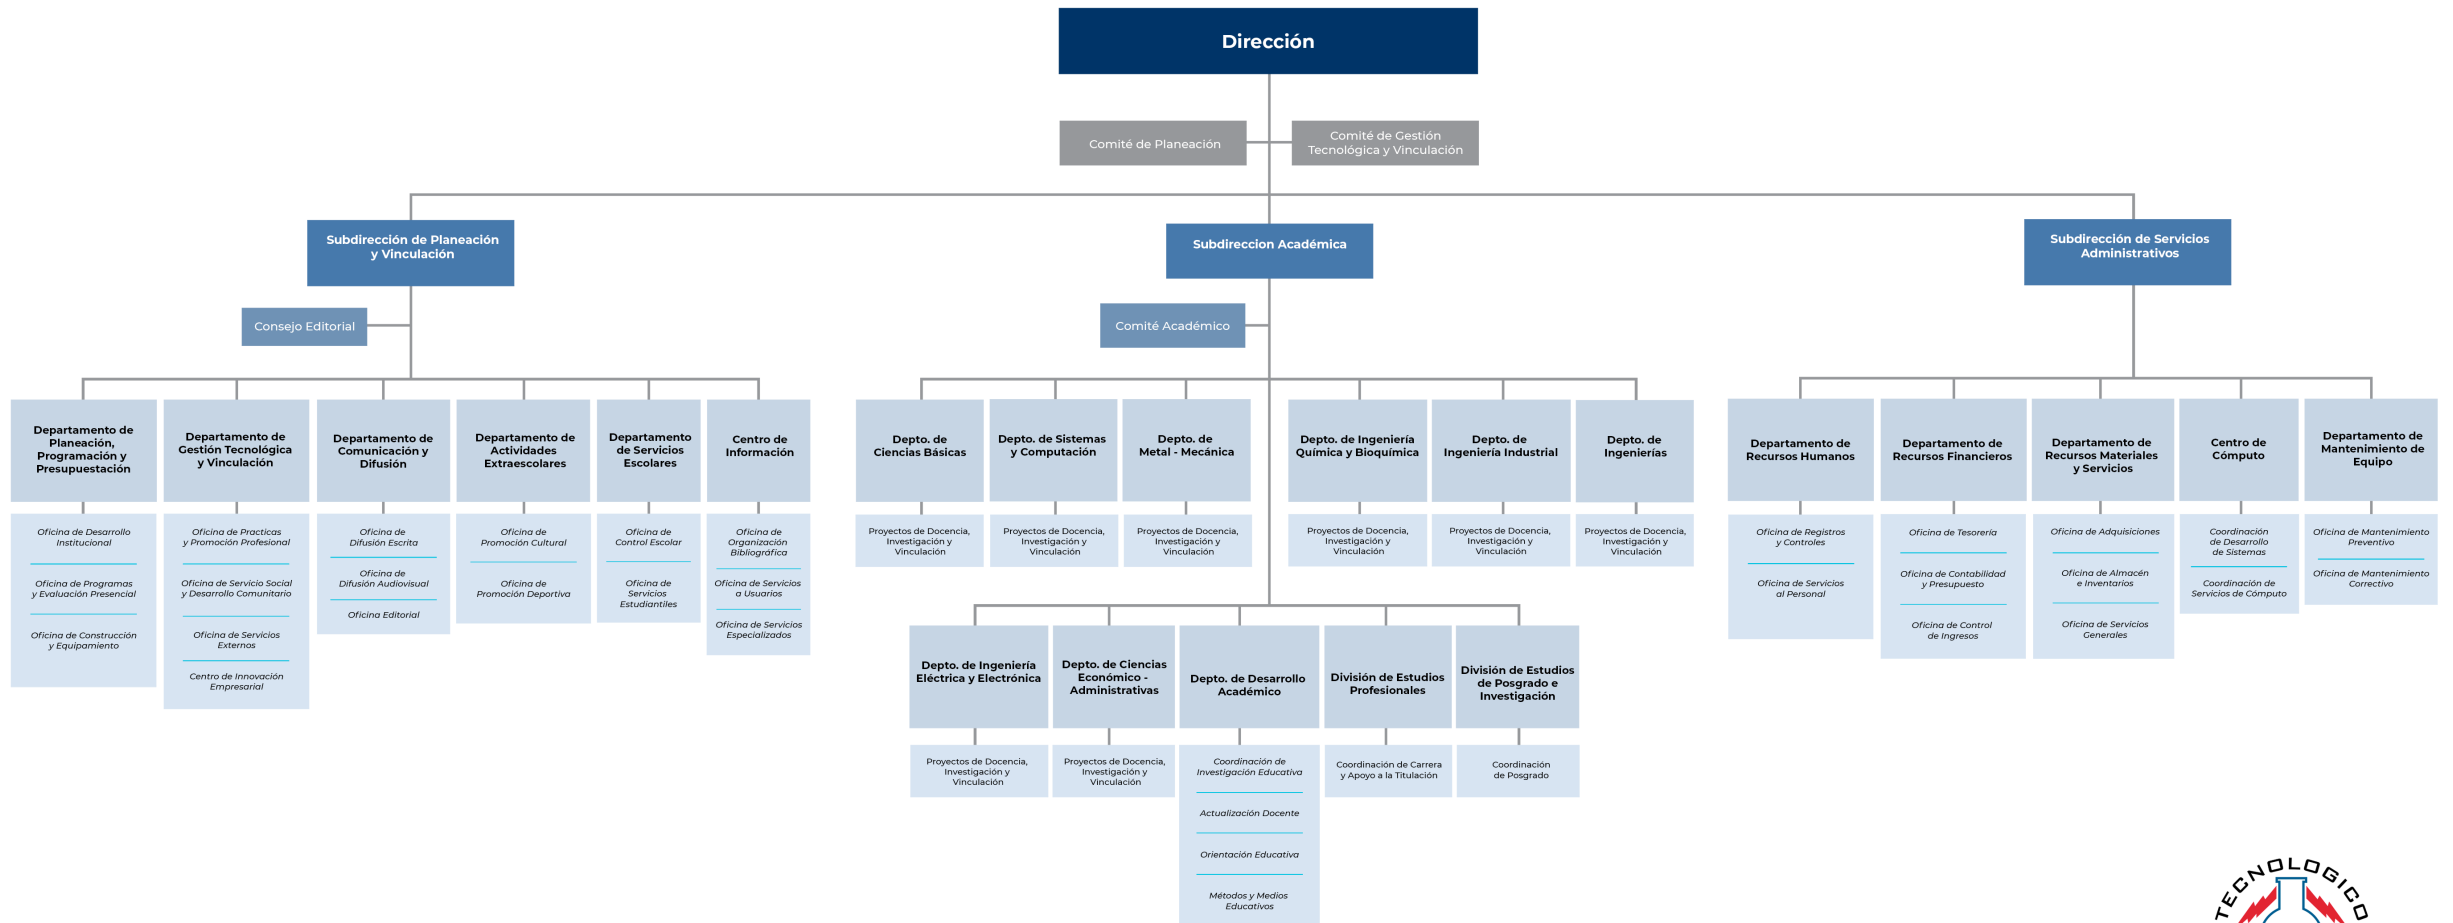 Dirección
Comité de Planeación
Comité de Gestión
Tecnológica y Vinculación
Subdirección de Planeación
y Vinculación
Subdireccion Académica
Subdirección de Servicios
Administrativos
Consejo Editorial
Comité Académico
Departamento de
Planeación,
Programación y
Presupuestación
Departamento de
Gestión Tecnológica
y Vinculación
Departamento de
Comunicación y
Difusión
Departamento de
Actividades
Extraescolares
Departamento
de Servicios
Escolares
Centro de
Información
Depto. de
Ciencias Básicas
Depto. de Sistemas
y Computación
Depto. de
Metal - Mecánica
Depto. de Ingeniería
Química y Bioquímica
Depto. de
Ingeniería Industrial
Depto. de
Ingenierías
Departamento de
Recursos Humanos
Departamento de
Recursos Financieros
Departamento de
Recursos Materiales
y Servicios
Centro de
Cómputo
Departamento de
Mantenimiento de
Equipo
Oficina de Desarrollo
Institucional
Oficina de Programas
y Evaluación Presencial
Oficina de Construcción
y Equipamiento
Oficina de Practicas
y Promoción Profesional
Oficina de Servicio Social
y Desarrollo Comunitario
Oficina de Servicios
Externos
Centro de Innovación
Empresarial
Oficina de
Difusión Escrita
Oficina de
Difusión Audiovisual
Oficina Editorial
Oficina de
Promoción Cultural
Oficina de
Promoción Deportiva
Oficina de
Control Escolar
Oficina de
Servicios
Estudiantiles
Oficina de
Organización
Bibliográfica
Oficina de Servicios
a Usuarios
Oficina de Servicios
Especializados
Proyectos de Docencia,
Investigación y
Vinculación
Proyectos de Docencia,
Investigación y
Vinculación
Proyectos de Docencia,
Investigación y
Vinculación
Proyectos de Docencia,
Investigación y
Vinculación
Proyectos de Docencia,
Investigación y
Vinculación
Proyectos de Docencia,
Investigación y
Vinculación
Oficina de Registros
y Controles
Oficina de Servicios
al Personal
Oficina de Tesorería
Oficina de Contabilidad
y Presupuesto
Oficina de Control
de Ingresos
Oficina de Adquisiciones
Oficina de Almacén
e Inventarios
Oficina de Servicios
Generales
Coordinación
de Desarrollo
de Sistemas
Coordinación de
Servicios de Cómputo
Oficina de Mantenimiento
Preventivo
Oficina de Mantenimiento
Correctivo
Depto. de Ingeniería
Eléctrica y Electrónica
Depto. de Ciencias
Económico -
Administrativas
Depto. de Desarrollo
Académico
División de Estudios
Profesionales
División de Estudios
de Posgrado e
Investigación
Proyectos de Docencia,
Investigación y
Vinculación
Proyectos de Docencia,
Investigación y
Vinculación
Coordinación de
Investigación Educativa
Actualización Docente
Orientación Educativa
Métodos y Medios
Educativos
Coordinación de Carrera
y Apoyo a la Titulación
Coordinación
de Posgrado
TECNOLOGICO